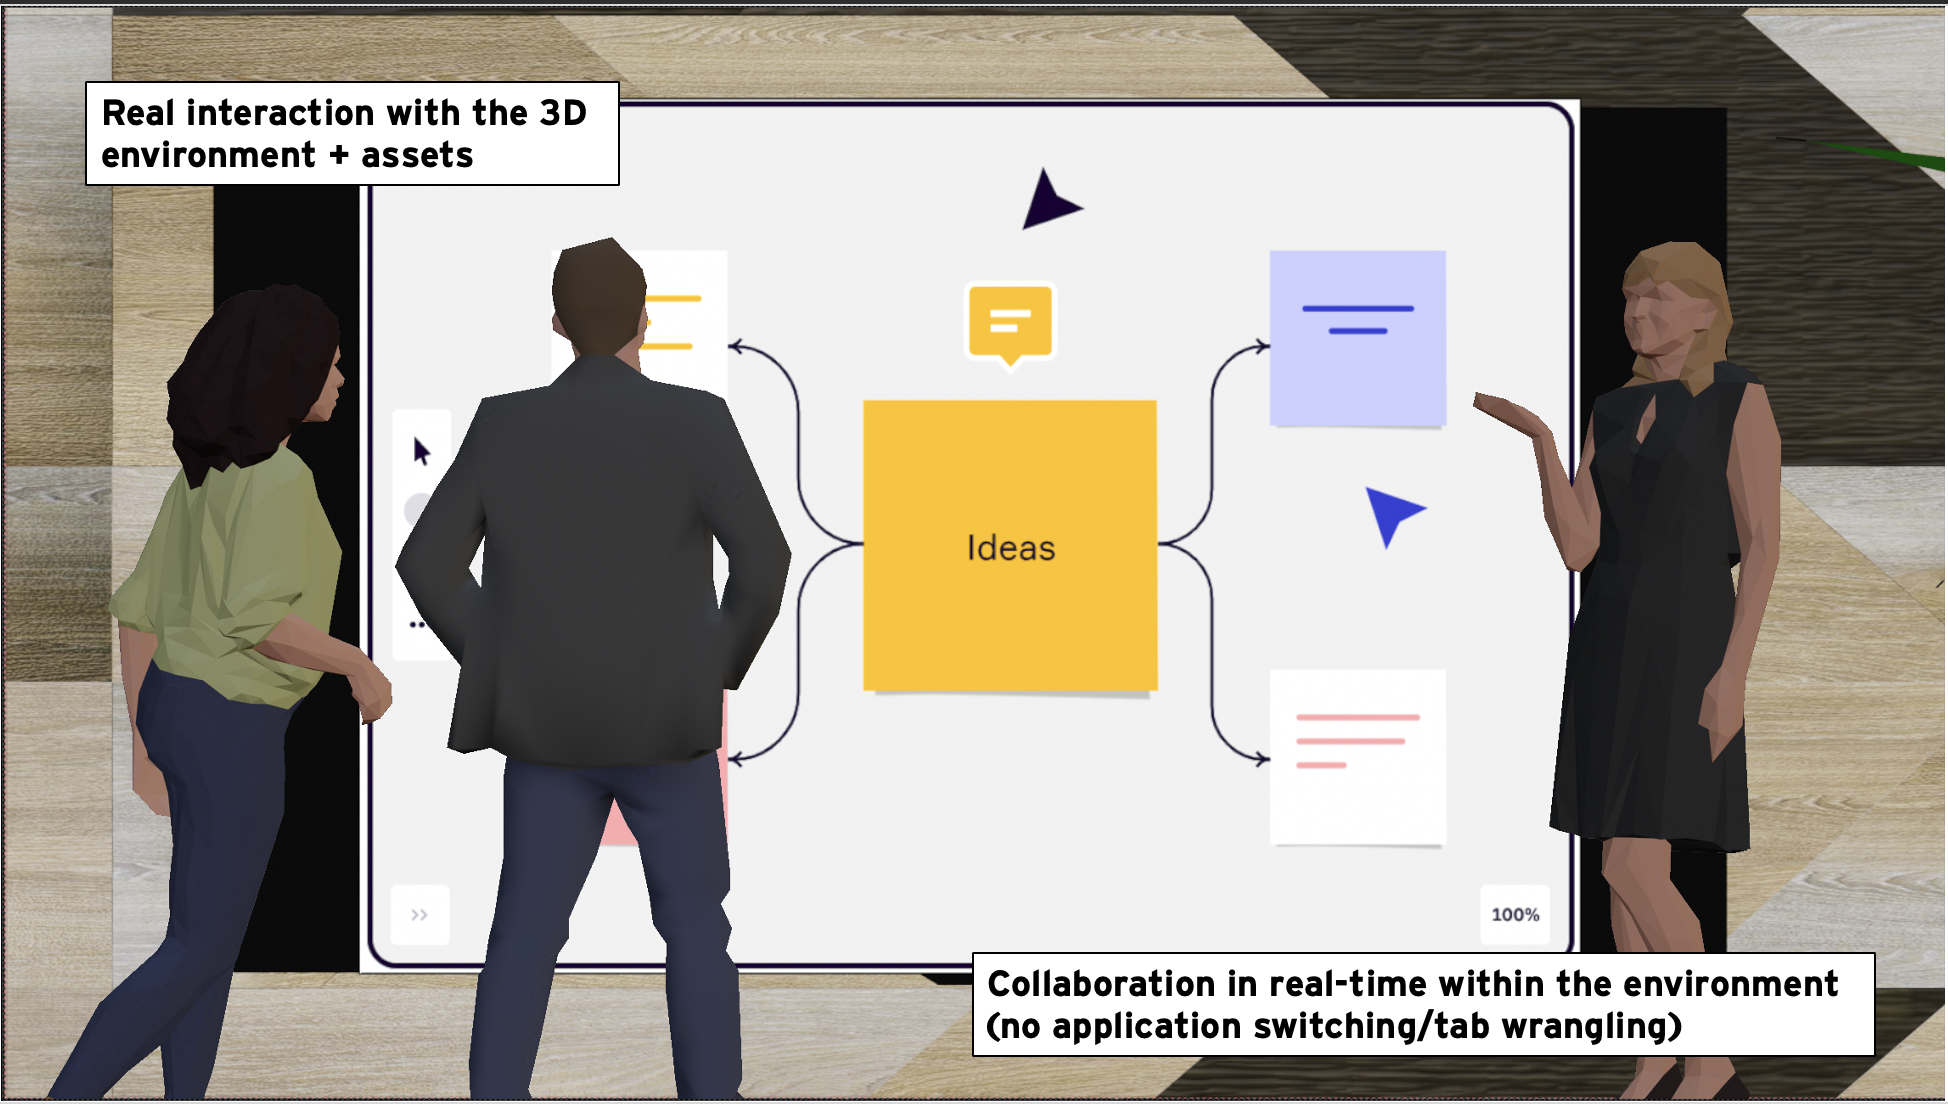 Real interaction with the 3D
environment + assets
Ideas
100%
Collaboration in real-time within the environment
(no application switching/tab wrangling)